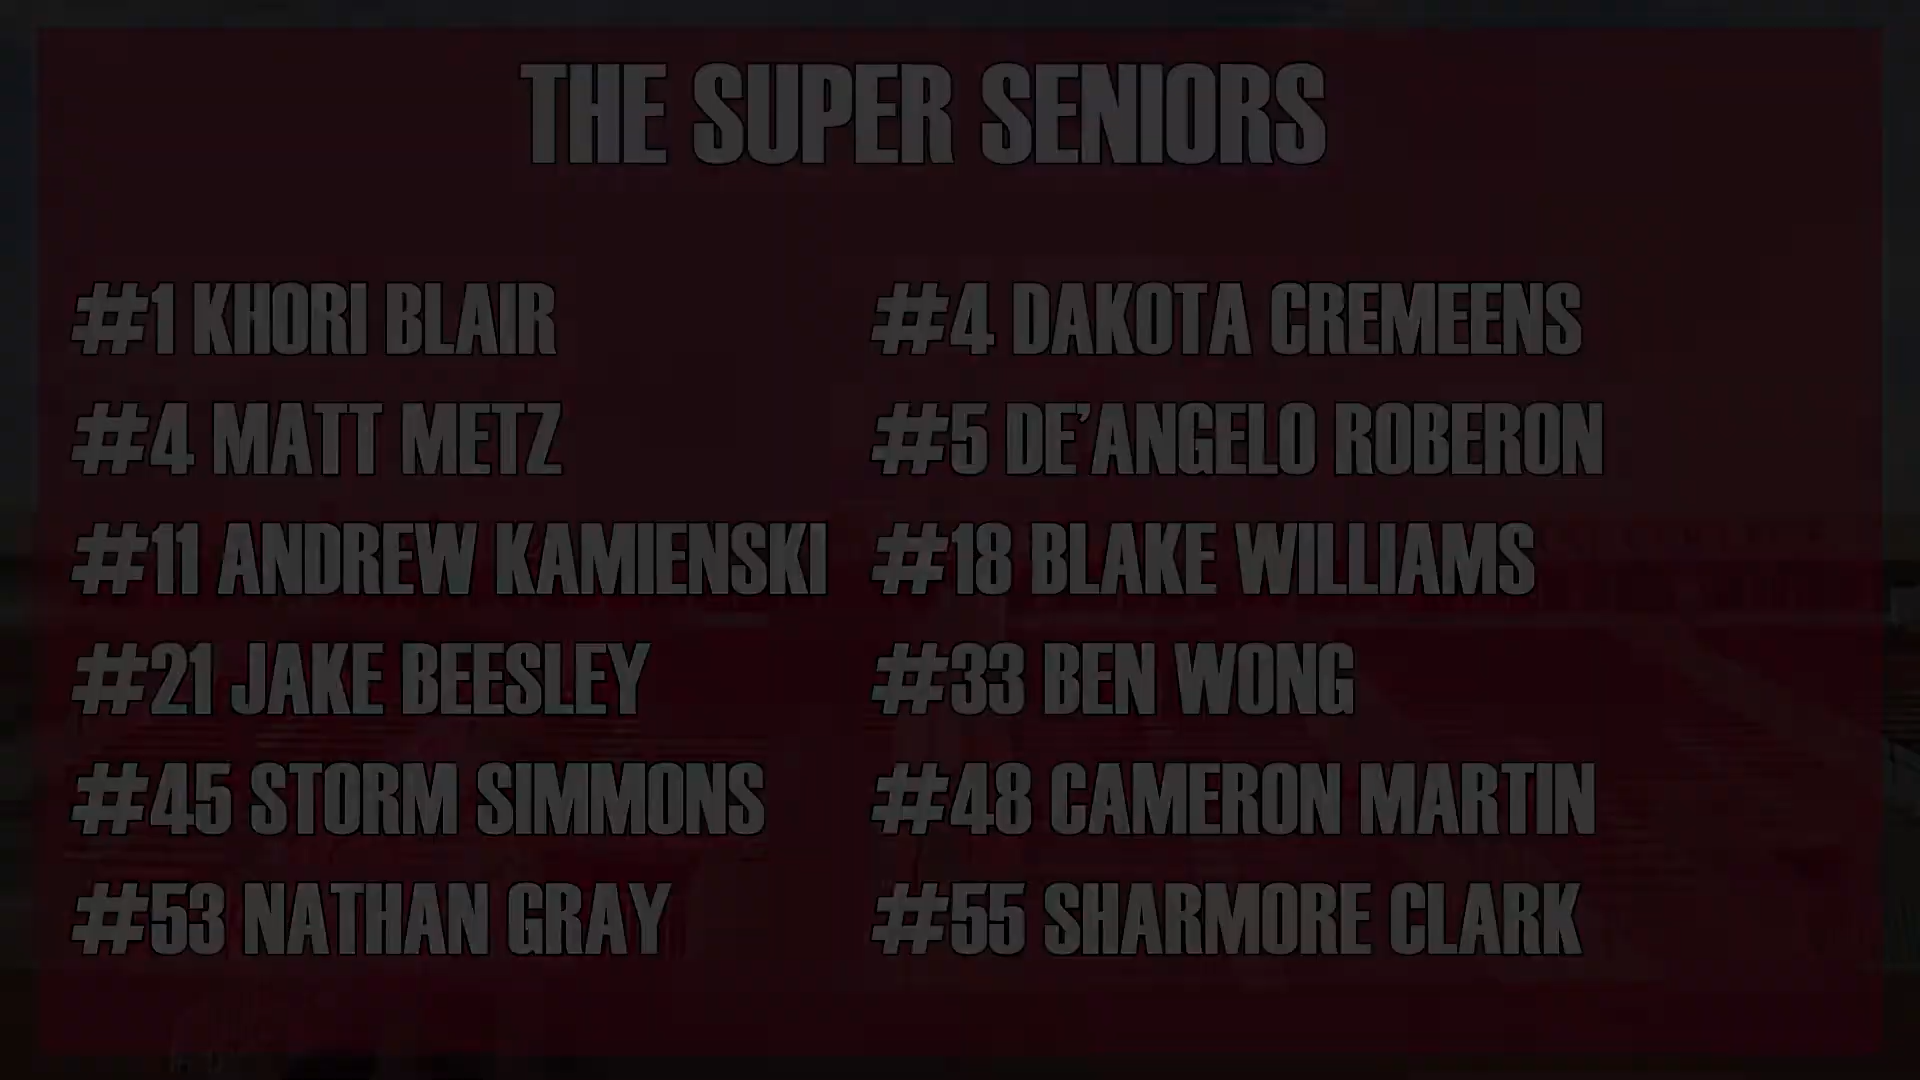 THE SUPER SENIORS
#1 KHORI BLAIR
#4 MATT METZ
#11 ANDREW KAMIENSKI
#21 JAKE BEESLEY
#45 STORM SIMMONS
#53 NATHAN GRAY
#4 DAKOTA CREMEENS
#5 DE'ANGELO ROBERON
#18 BLAKE WILLIAMS
#33 BEN WONG
#48 CAMERON MARTIN
#55 SHARMORE CLARK